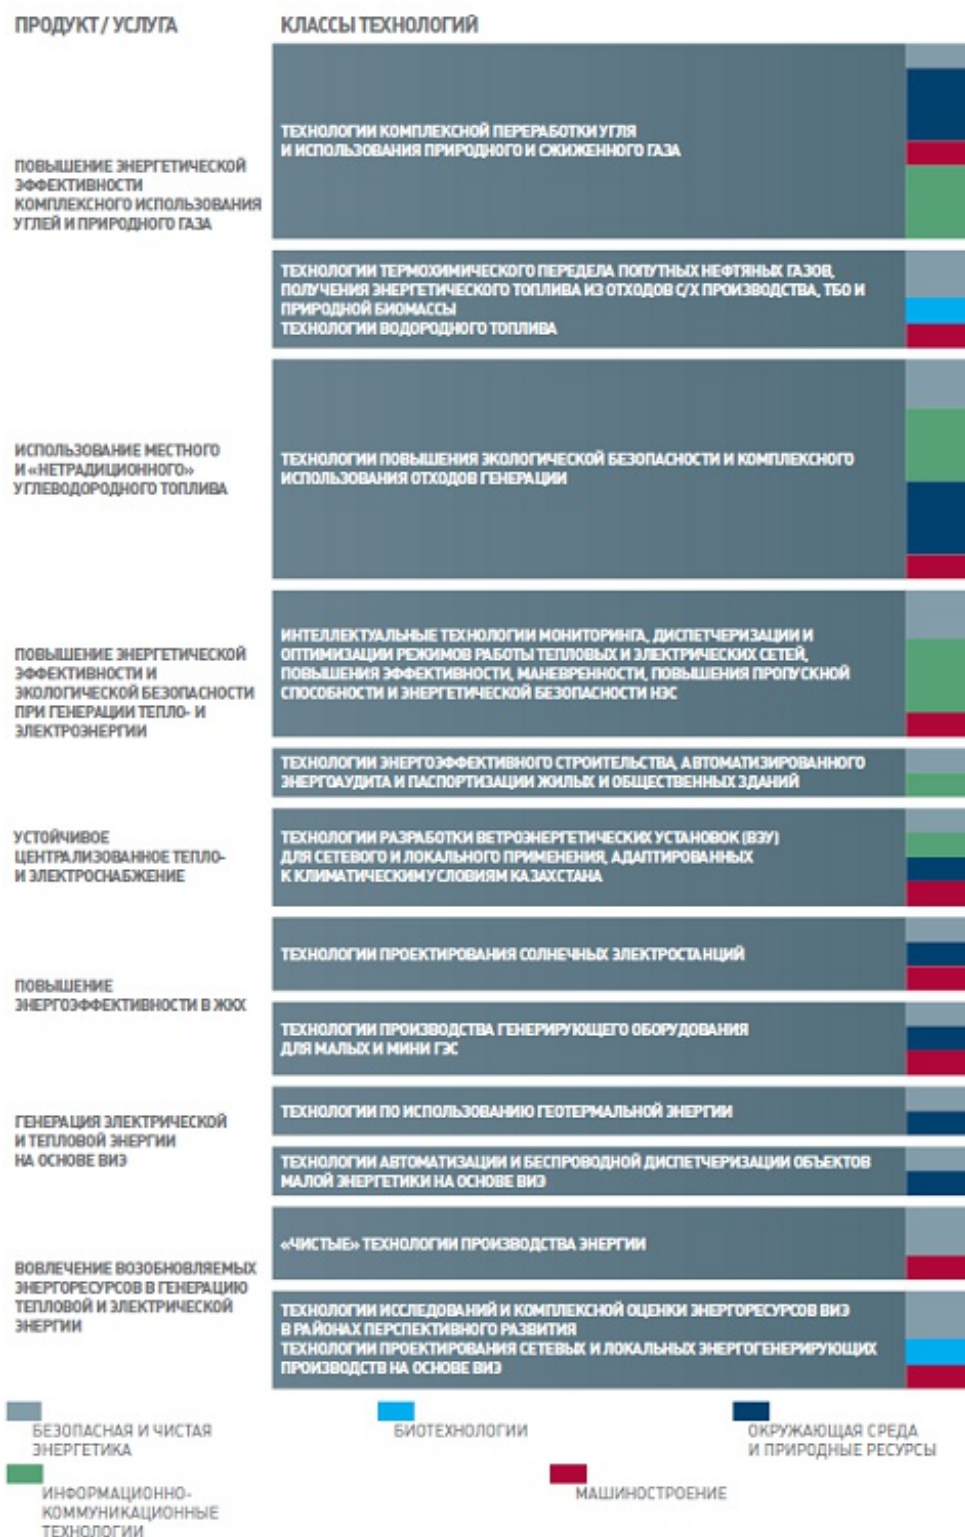 ПРОДУКТ / УСЛУГА
КЛАССЫ ТЕХНОЛОГИЙ
ПОВЫШЕНИЕ ЭНЕРГЕТИЧЕСКОЙ
ЭФФЕКТИВНОСТИ
КОМПЛЕКСНОГО ИСПОЛЬЗОВАНИЯ
УГЛЕЙ И ПРИРОДНОГО ГАЗА
ТЕХНОЛОГИИ КОМПЛЕКСНОЙ ПЕРЕРАБОТКИ УГЛЯ
И ИСПОЛЬЗОВАНИЯ ПРИРОДНОГО И СЖИЖЕННОГО ГАЗА
ТЕХНОЛОГИИ ТЕРМОХИМИЧЕСКОГО ПЕРЕДЕЛА ПОПУТНЫХ НЕФТЯНЫХ ГАЗОВ,
ПОЛУЧЕНИЯ ЭНЕРГЕТИЧЕСКОГО ТОПЛИВА ИЗ ОТХОДОВ С/Х ПРОИЗВОДСТВА, ТБО И
ПРИРОДНОЙ БИОМАССЫ
ТЕХНОЛОГИИ ВОДОРОДНОГО ТОПЛИВА
ИСПОЛЬЗОВАНИЕ МЕСТНОГО
И «НЕТРАДИЦИОННОГО»
УГЛЕВОДОРОДНОГО ТОПЛИВА
ТЕХНОЛОГИИ ПОВЫШЕНИЯ ЭКОЛОГИЧЕСКОЙ БЕЗОПАСНОСТИ И КОМПЛЕКСНОГО
ИСПОЛЬЗОВАНИЯ ОТХОДОВ ГЕНЕРАЦИИ
ПОВЫШЕНИЕ ЭНЕРГЕТИЧЕСКОЙ
ЭФФЕКТИВНОСТИ И
ЭКОЛОГИЧЕСКОЙ БЕЗОПАСНОСТИ
ПРИ ГЕНЕРАЦИИ ТЕПЛО- И
ЭЛЕКТРОЭНЕРГИИ
ИНТЕЛЛЕКТУАЛЬНЫЕ ТЕХНОЛОГИИ МОНИТОРИНГА, ДИСПЕТЧЕРИЗАЦИИ И
ОПТИМИЗАЦИИ РЕЖИМОВ РАБОТЫ ТЕПЛОВЫХ И ЭЛЕКТРИЧЕСКИХ СЕТЕЙ,
ПОВЫШЕНИЯ ЭФФЕКТИВНОСТИ, МАНЕВРЕННОСТИ, ПОВЫШЕНИЯ ПРОПУСКНОЙ
СПОСОБНОСТИ И ЭНЕРГЕТИЧЕСКОЙ БЕЗОПАСНОСТИ НЭС
ТЕХНОЛОГИИ ЭНЕРГОЭФФЕКТИВНОГО СТРОИТЕЛЬСТВА, АВТОМАТИЗИРОВАННОГО
ЭНЕРГОАУДИТА И ПАСПОРТИЗАЦИИ ЖИЛЫХ И ОБЩЕСТВЕННЫХ ЗДАНИЙ
УСТОЙЧИВОЕ
ЦЕНТРАЛИЗОВАННОЕ ТЕПЛО-
И ЭЛЕКТРОСНАБЖЕНИЕ
ТЕХНОЛОГИИ РАЗРАБОТКИ ВЕТРОЭНЕРГЕТИЧЕСКИХ УСТАНОВОК (ВЭУ)
ДЛЯ СЕТЕВОГО И ЛОКАЛЬНОГО ПРИМЕНЕНИЯ, АДАПТИРОВАННЫХ
К КЛИМАТИЧЕСКИМ УСЛОВИЯМ КАЗАХСТАНА
ПОВЫШЕНИЕ
ЭНЕРГОЭФФЕКТИВНОСТИ В ЖКХ
ТЕХНОЛОГИИ ПРОЕКТИРОВАНИЯ СОЛНЕЧНЫХ ЭЛЕКТРОСТАНЦИЙ
ТЕХНОЛОГИИ ПРОИЗВОДСТВА ГЕНЕРИРУЮЩЕГО ОБОРУДОВАНИЯ
ДЛЯ МАЛЫХ И МИНИ ГЭС
ГЕНЕРАЦИЯ ЭЛЕКТРИЧЕСКОЙ
И ТЕПЛОВОЙ ЭНЕРГИИ
НА ОСНОВЕ ВИЭ
ТЕХНОЛОГИИ ПО ИСПОЛЬЗОВАНИЮ ГЕОТЕРМАЛЬНОЙ ЭНЕРГИИ
ТЕХНОЛОГИИ АВТОМАТИЗАЦИИ И БЕСПРОВОДНОЙ ДИСПЕТЧЕРИЗАЦИИ ОБЪЕКТОВ
МАЛОЙ ЭНЕРГЕТИКИ НА ОСНОВЕ ВИЭ
ВОВЛЕЧЕНИЕ ВОЗОБНОВЛЯЕМЫХ
ЭНЕРГОРЕСУРСОВ В ГЕНЕРАЦИЮ
ТЕПЛОВОЙ И ЭЛЕКТРИЧЕСКОЙ
ЭНЕРГИИ
«ЧИСТЫЕ» ТЕХНОЛОГИИ ПРОИЗВОДСТВА ЭНЕРГИИ
ТЕХНОЛОГИИ ИССЛЕДОВАНИЙ И КОМПЛЕКСНОЙ ОЦЕНКИ ЭНЕРГОРЕСУРСОВ ВИЭ
В РАЙОНАХ ПЕРСПЕКТИВНОГО РАЗВИТИЯ
ТЕХНОЛОГИИ ПРОЕКТИРОВАНИЯ СЕТЕВЫХ И ЛОКАЛЬНЫХ ЭНЕРГОГЕНЕРИРУЮЩИХ
ПРОИЗВОДСТВ НА ОСНОВЕ ВИЭ
БЕЗОПАСНАЯ И ЧИСТАЯ
ЭНЕРГЕТИКА
БИОТЕХНОЛОГИИ
ОКРУЖАЮЩАЯ СРЕДА
И ПРИРОДНЫЕ РЕСУРСЫ
ИНФОРМАЦИОННО-
КОММУНИКАЦИОННЫЕ
ТЕХНОЛОГИИ
МАШИНОСТРОЕНИЕ